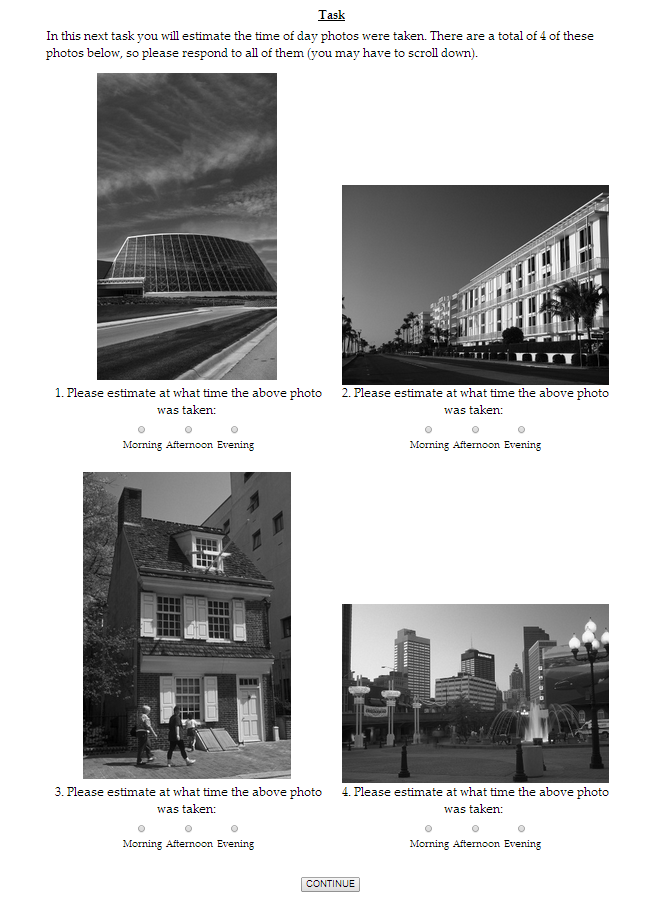 Task
In this next task you will estimate the time of day photos were taken. There are a total of 4 of these
photos below, so please respond to all of them (you may have to scroll down).
1. Please estimate at what time the above photo
was taken:
Morning Afternoon Evening
2. Please estimate at what time the above photo
was taken:
Morning Afternoon Evening
3. Please estimate at what time the above photo
was taken:
Morning Afternoon Evening
4. Please estimate at what time the above photo
was taken:
Morning Afternoon Evening
CONTINUE